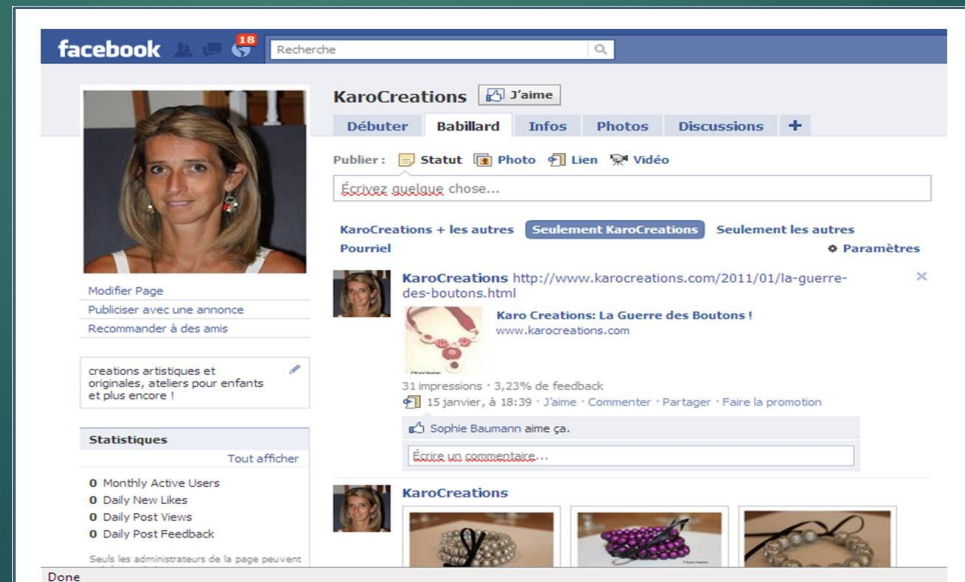 facebook
18
Recherche
KaroCreations J'aime
Débuter Babillard Infos Photos Discussions +
Publier : Statut Photo Lien Vidéo
Écrivez quelque chose...
KaroCreations + les autres Seulement KaroCreations Seulement les autres
Pourriel Paramètres
KaroCreations http://www.karocreations.com/2011/01/la-guerre-
des-boutons.html
Karo Creations: La Guerre des Boutons !
www.karocreations.com
31 impressions · 3,23% de feedback
15 janvier, à 18:39 · J'aime · Commenter · Partager · Faire la promotion
Sophie Baumann aime ça.
Écrire un commentaire...
KaroCreations
Modifier Page
Publiciser avec une annonce
Recommander à des amis
creations artistiques et
originales, ateliers pour enfants
et plus encore !
Statistiques
Tout afficher
0 Monthly Active Users
0 Daily New Likes
0 Daily Post Views
0 Daily Post Feedback
Seuls les administrateurs de la page peuvent
Done